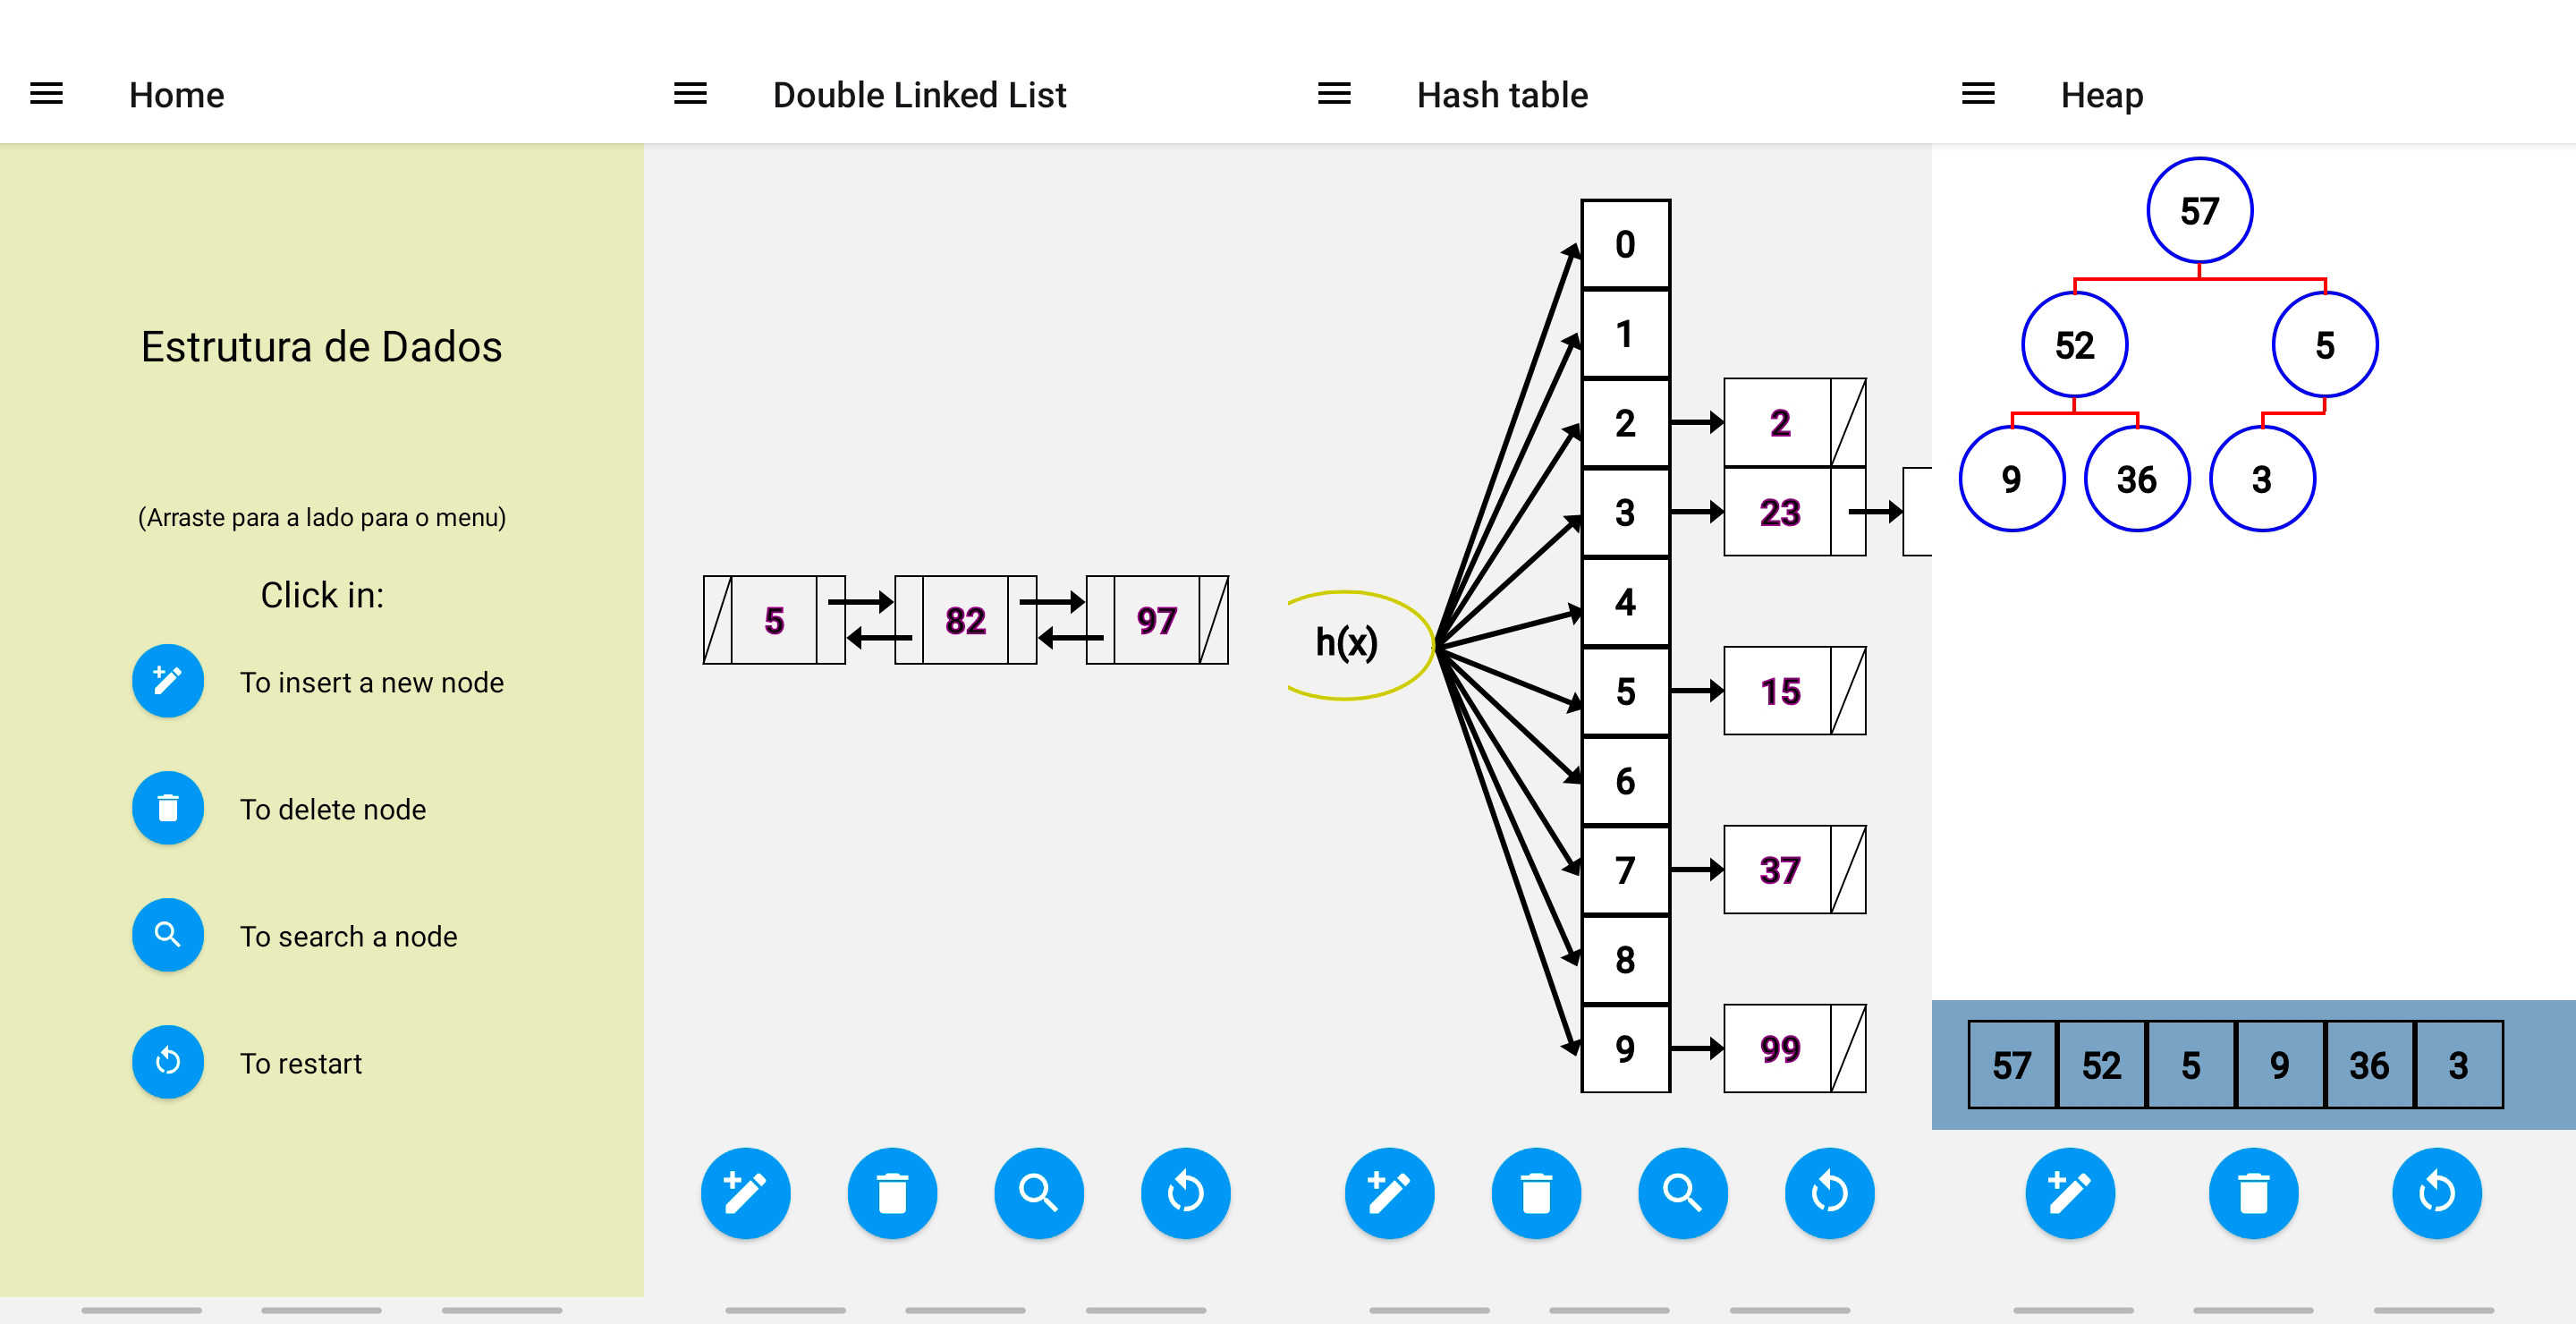 Home
Estrutura de Dados
(Arraste para a lado para o menu)
Click in:
To insert a new node
To delete node
To search a node
To restart
Double Linked List
5 82 97
Hash table
h(x)
0
1
2 2
3 23
4
5 15
6
7 37
8
9 99
Heap
57
52 5
9 36 3
57 52 5 9 36 3